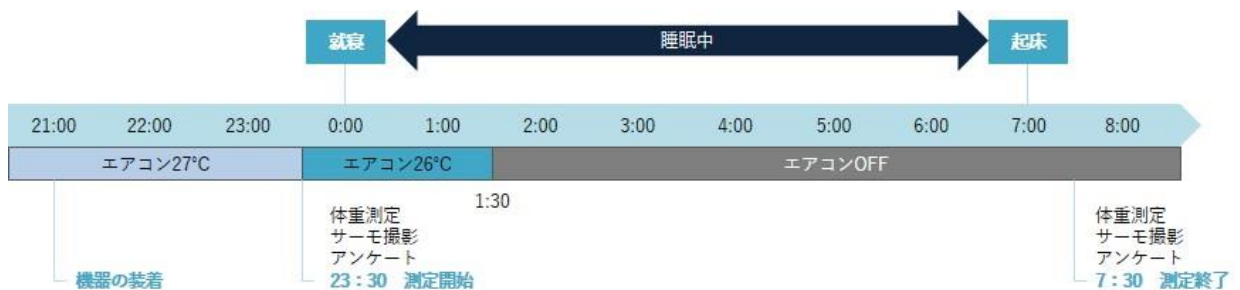 就寝
睡眠中
起床
21:00 22:00 23:00 0:00 1:00 2:00 3:00 4:00 5:00 6:00 7:00 8:00
エアコン27°C
エアコン26°C
エアコンOFF
1:30
体重測定
サーモ撮影
アンケート
体重測定
サーモ撮影
アンケート
機器の装着
23：30 測定開始
7：30 測定終了